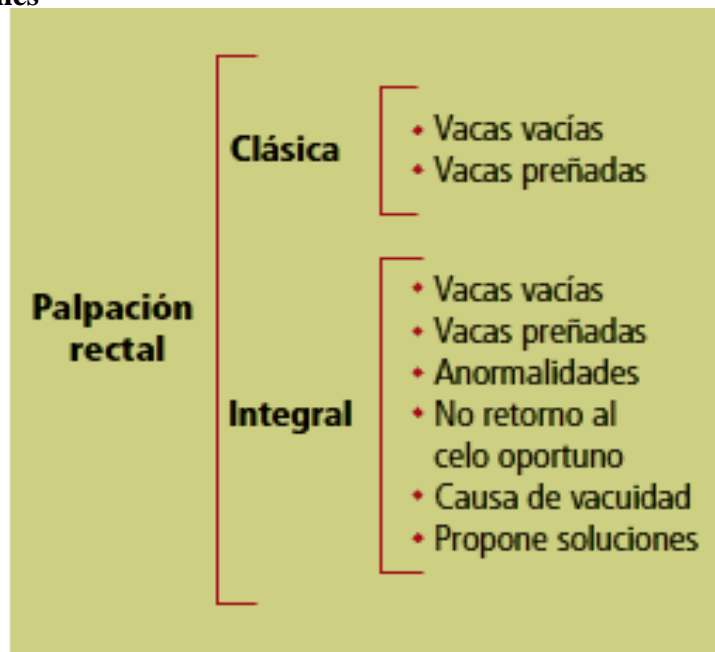 Clásica
• Vacas vacías
• Vacas preñadas
Palpación
rectal
Integral
• Vacas vacías
• Vacas preñadas
• Anormalidades
• No retorno al
celo oportuno
• Causa de vacuidad
• Propone soluciones